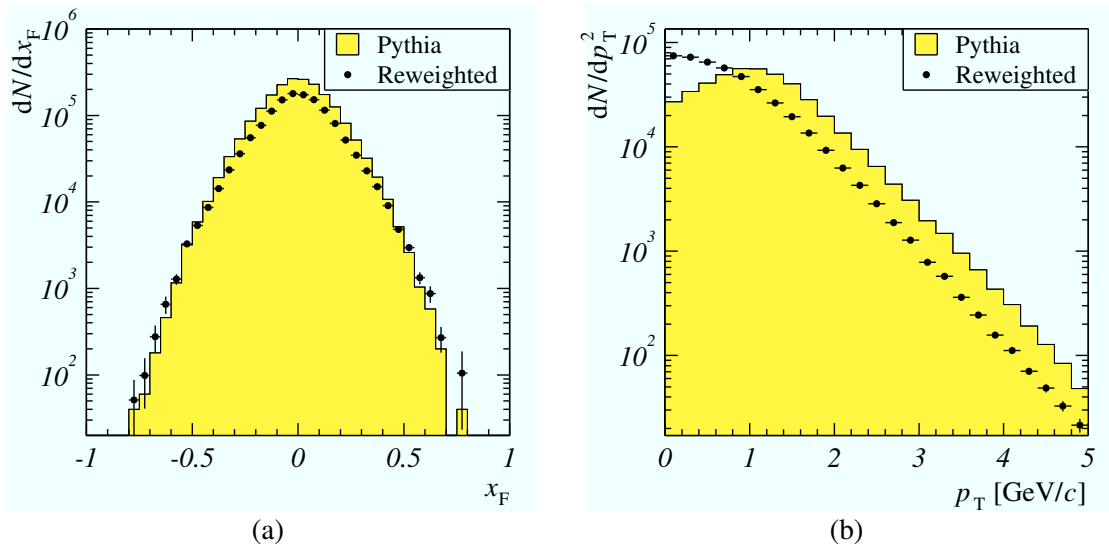 dN/dx_F
10^6
10^5
10^4
10^3
10^2
Pythia
Reweighted
-1 -0.5 0 0.5 1
x_F
(a)
dN/dp_T^2
10^5
10^4
10^3
10^2
Pythia
Reweighted
0 1 2 3 4 5
p_T [GeV/c]
(b)